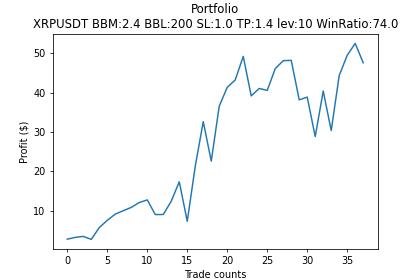 Portfolio
XRPUSDT BBM:2.4 BBL:200 SL:1.0 TP:1.4 lev:10 WinRatio:74.0
50
40
30
20
10
Profit ($)
0 5 10 15 20 25 30 35
Trade counts